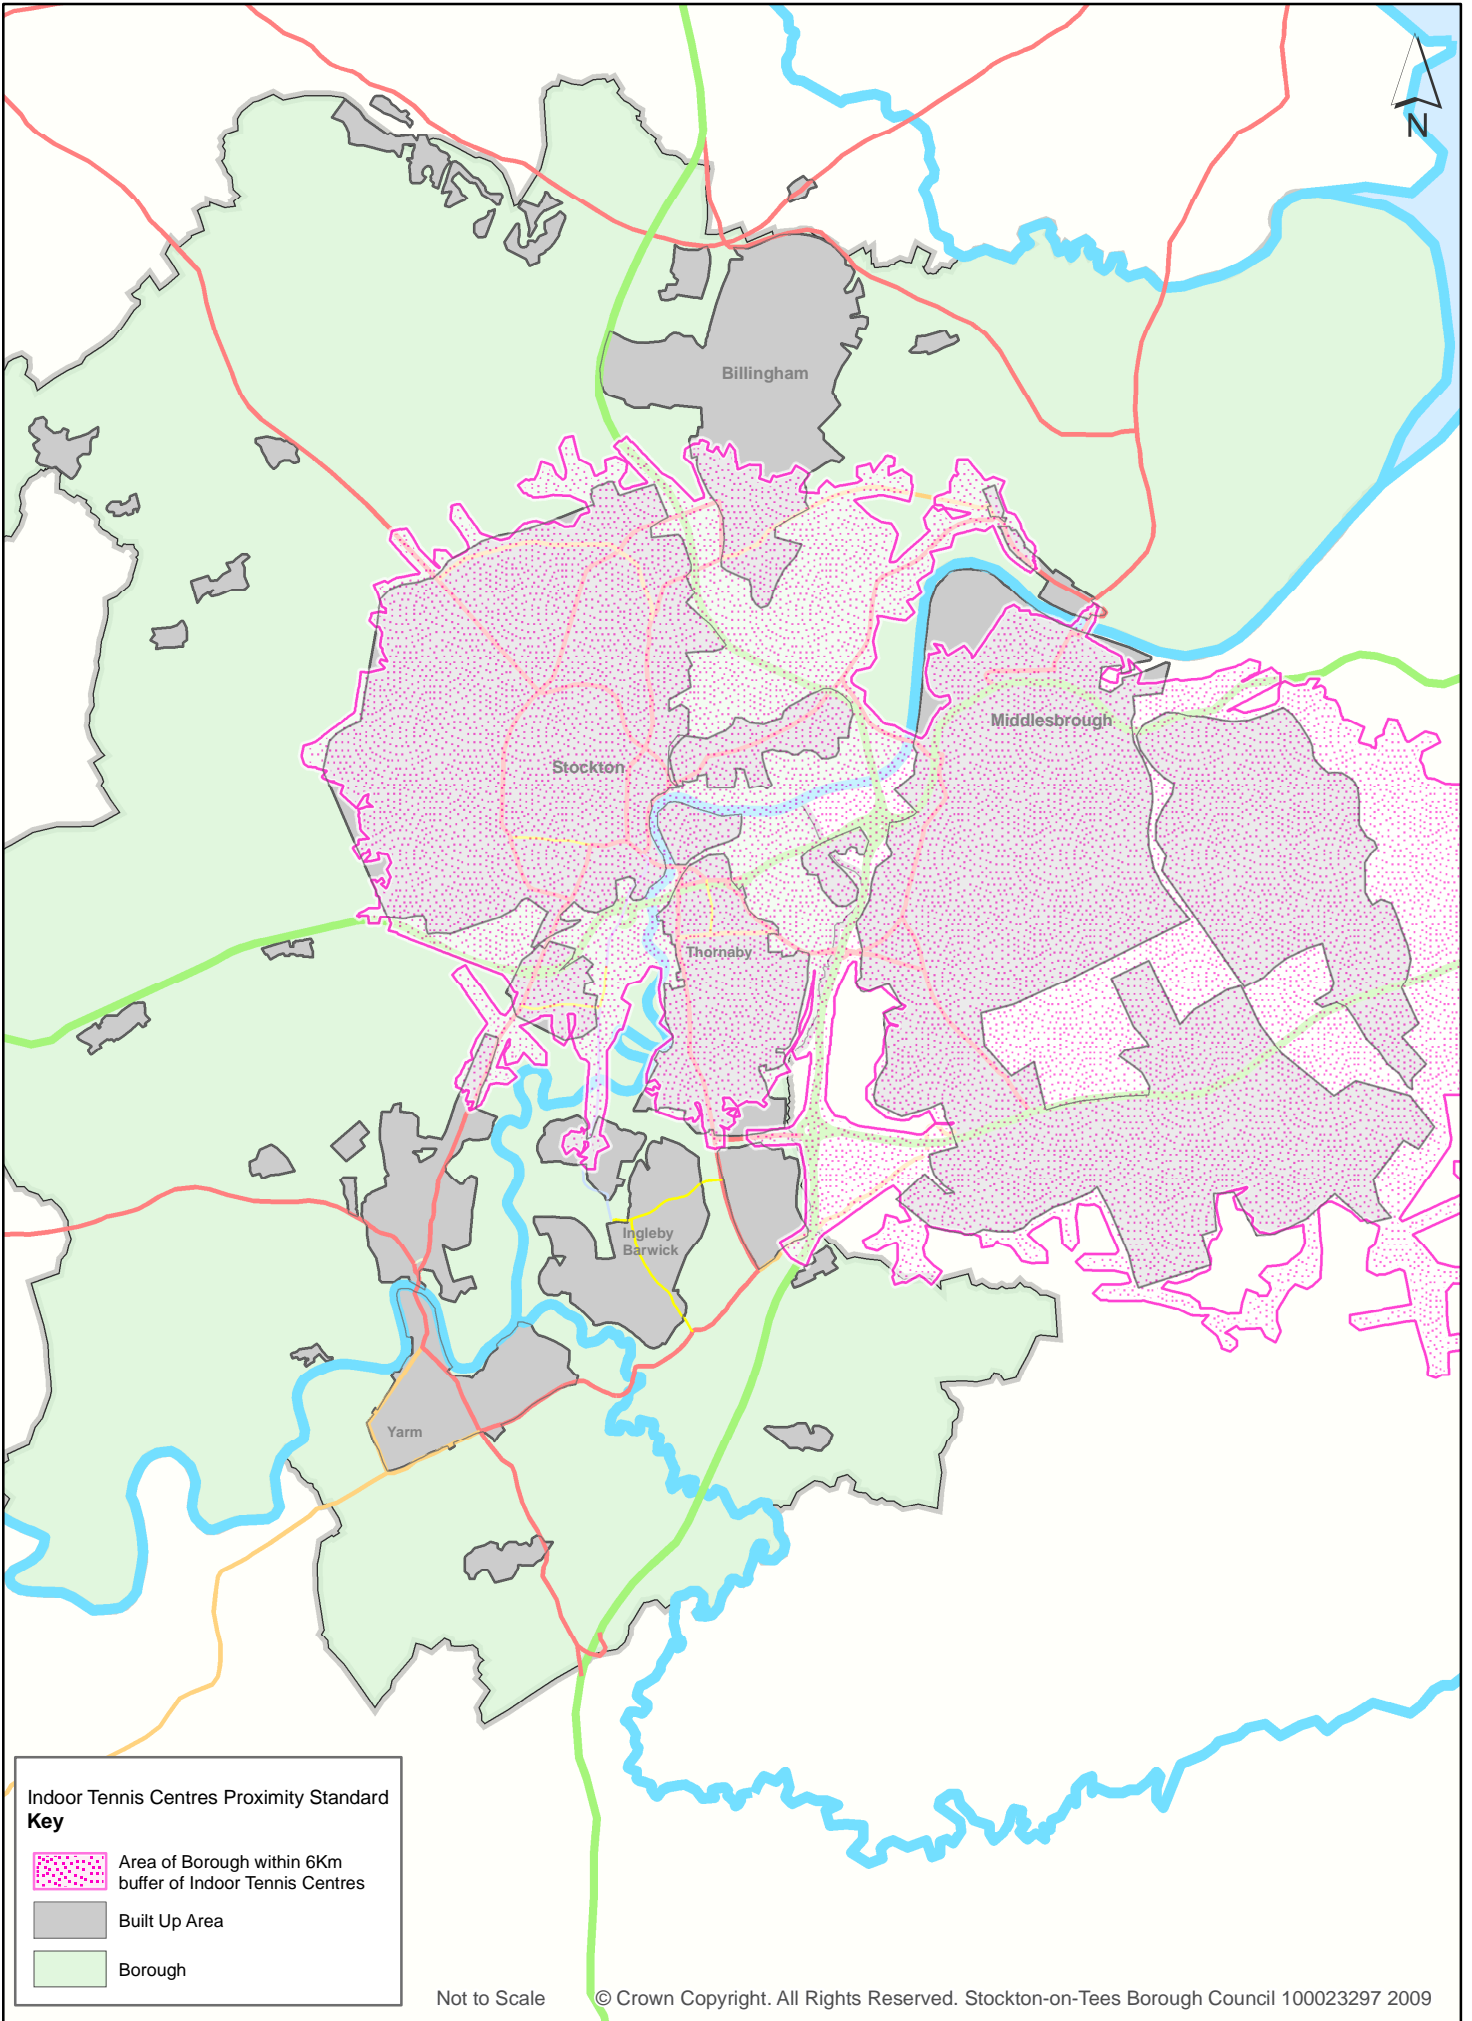 N
Billingham
Middlesbrough
Stockton
Thornaby
Ingleby
Barwick
Yarm
Indoor Tennis Centres Proximity Standard
Key
Area of Borough within 6Km
buffer of Indoor Tennis Centres
Built Up Area
Borough
Not to Scale
© Crown Copyright. All Rights Reserved. Stockton-on-Tees Borough Council 100023297 2009